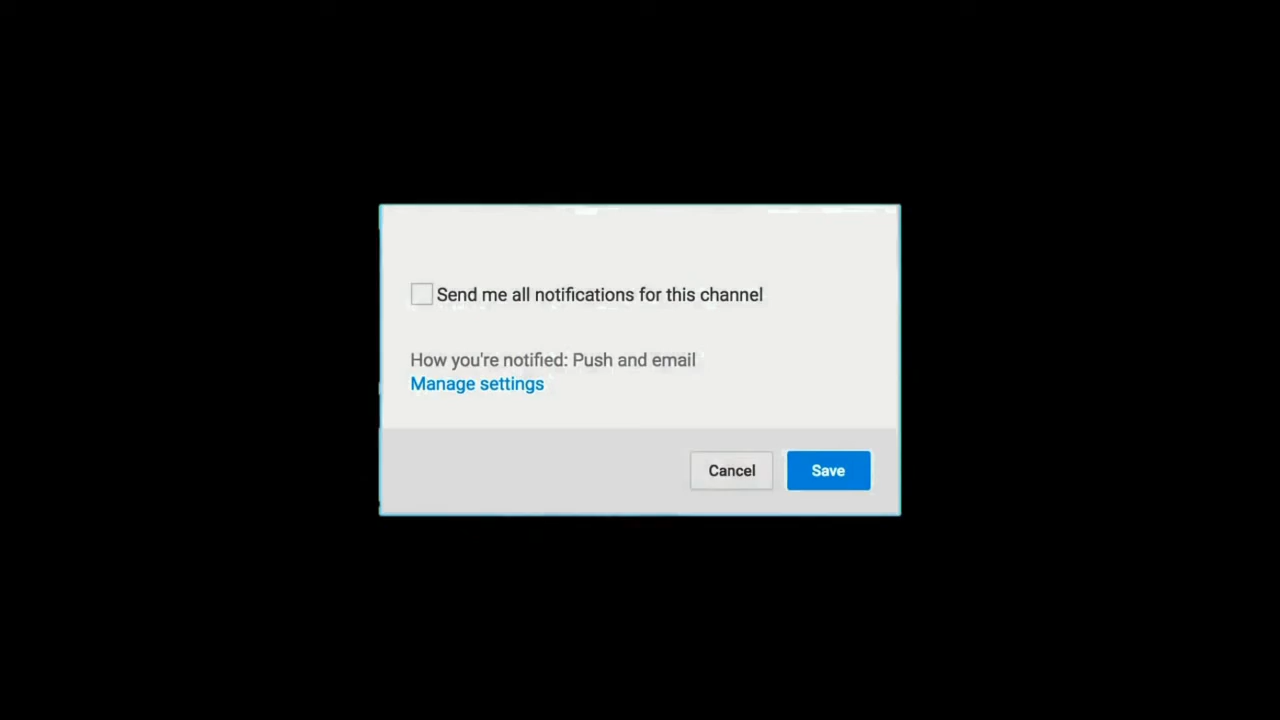 Send me all notifications for this channel
How you're notified: Push and email
Manage settings
Cancel
Save